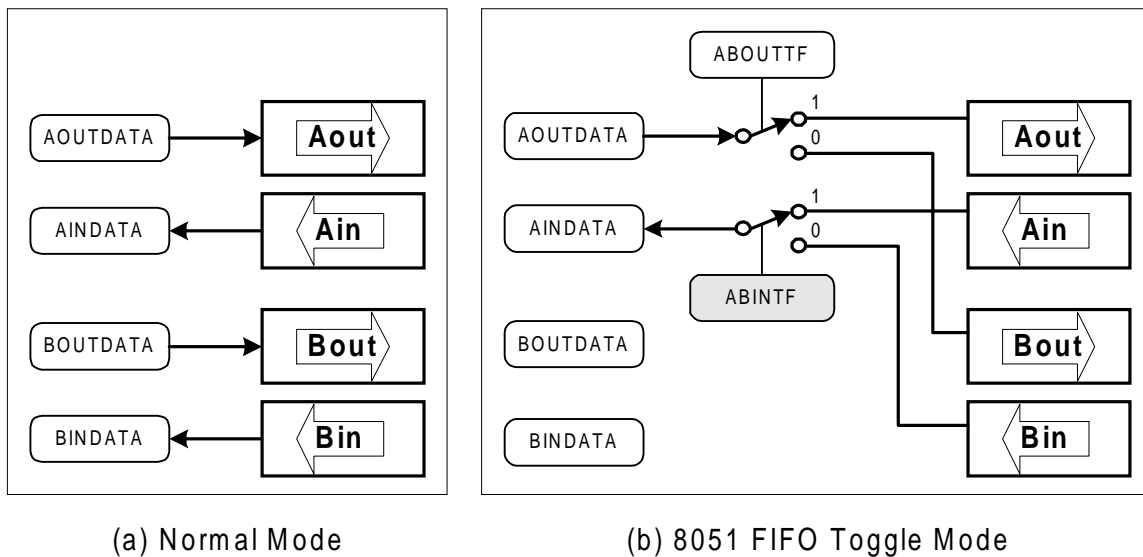 AOUTDATA
Aout
AINDATA
Ain
BOUTDATA
Bout
BINDATA
Bin
(a) Normal Mode
ABOUTTF
AOUTDATA
1
0
Aout
AINDATA
1
0
Ain
ABINTF
BOUTDATA
Bout
BINDATA
Bin
(b) 8051 FIFO Toggle Mode